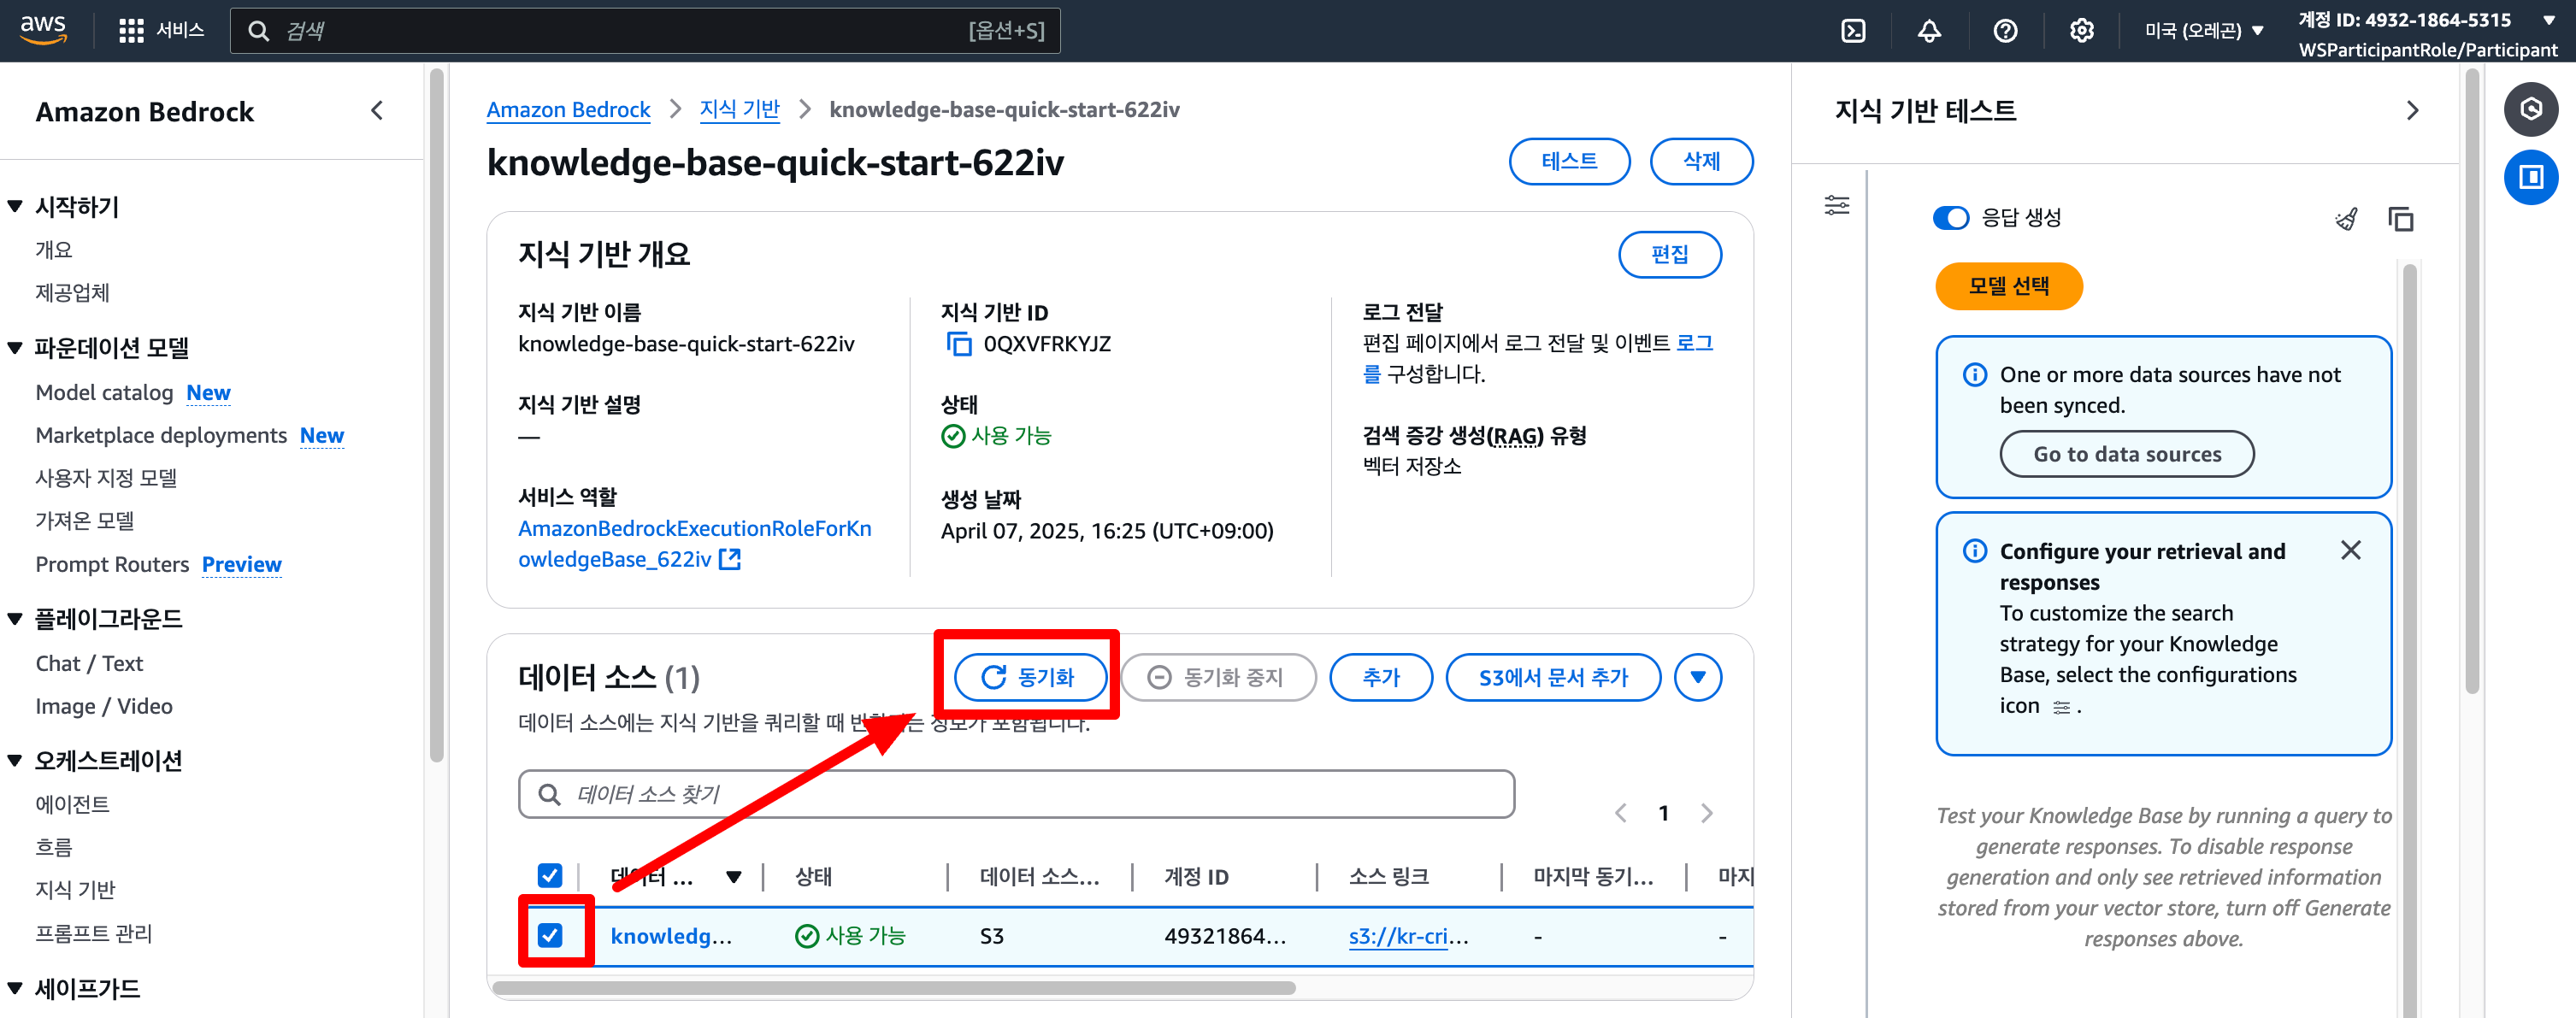 aws
서비스
검색
[옵션+S]
미국 (오레곤)
계정 ID: 4932-1864-5315
WSParticipantRole/Participant
Amazon Bedrock
시작하기
개요
제공업체
파운데이션 모델
Model catalog New
Marketplace deployments New
사용자 지정 모델
가져온 모델
Prompt Routers Preview
플레이그라운드
Chat / Text
Image / Video
오케스트레이션
에이전트
흐름
지식 기반
프롬프트 관리
세이프가드
Amazon Bedrock > 지식 기반 > knowledge-base-quick-start-622iv
knowledge-base-quick-start-622iv
테스트
삭제
지식 기반 개요
편집
지식 기반 이름
knowledge-base-quick-start-622iv
지식 기반 설명
—
서비스 역할
AmazonBedrockExecutionRoleForKn
owledgeBase_622iv
지식 기반 ID
0QXVFRKYJZ
상태
사용 가능
생성 날짜
April 07, 2025, 16:25 (UTC+09:00)
로그 전달
편집 페이지에서 로그 전달 및 이벤트 로그
를 구성합니다.
검색 증강 생성(RAG) 유형
벡터 저장소
데이터 소스 (1)
동기화
동기화 중지
추가
S3에서 문서 추가
데이터 소스에는 지식 기반을 쿼리할 때 정보가 포함됩니다.
데이터 소스 찾기
1
데이터 ... 상태 데이터 소스... 계정 ID 소스 링크 마지막 동기... 마지
knowledg... 사용 가능 S3 49321864... s3://kr-cri... - -
지식 기반 테스트
응답 생성
모델 선택
One or more data sources have not
been synced.
Go to data sources
Configure your retrieval and
responses
To customize the search
strategy for your Knowledge
Base, select the configurations
icon .
Test your Knowledge Base by running a query to
generate responses. To disable response
generation and only see retrieved information
stored from your vector store, turn off Generate
responses above.